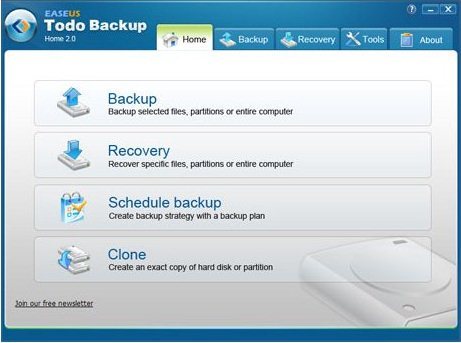 EASEUS
Todo Backup
Home 2.0
Home
Backup
Recovery
Tools
About
Backup
Backup selected files, partitions or entire computer
Recovery
Recover specific files, partitions or entire computer
Schedule backup
Create backup strategy with a backup plan
Clone
Create an exact copy of hard disk or partition
Join our free newsletter